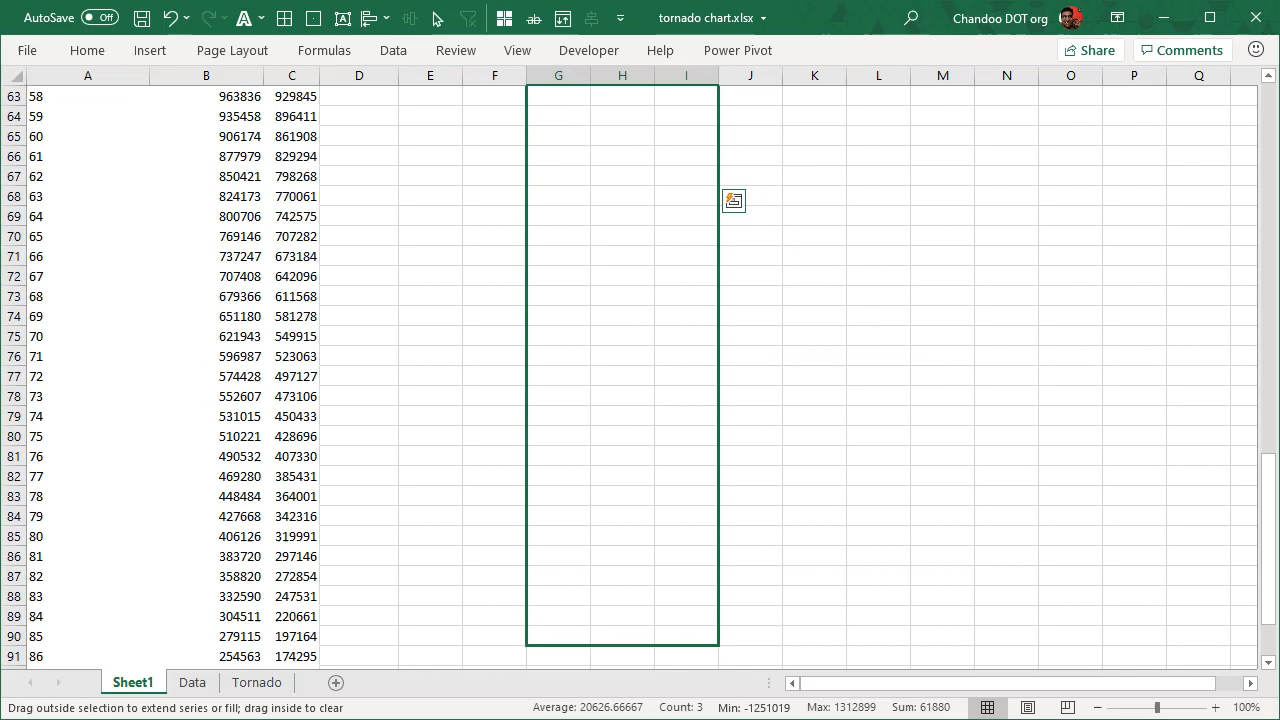 AutoSave Off tornado chart.xlsx Chandoo DOT org
File Home Insert Page Layout Formulas Data Review View Developer Help Power Pivot Share Comments
A B C D E F G H I J K L M N O P Q
63 58 963836 929845
64 59 935458 896411
65 60 906174 861908
66 61 877979 829294
67 62 850421 798268
68 63 824173 770061
69 64 800706 742575
70 65 769146 707282
71 66 737247 673184
72 67 707408 642096
73 68 679366 611568
74 69 651180 581278
75 70 621943 549915
76 71 596987 523063
77 72 574428 497127
78 73 552607 473106
79 74 531015 450433
80 75 510221 428696
81 76 490532 407330
82 77 469280 385431
83 78 448484 364001
84 79 427668 342316
85 80 406126 319991
86 81 383720 297146
87 82 358820 272854
88 83 332590 247531
89 84 304511 220661
90 85 279115 197164
91 86 254563 174295
Sheet1 Data Tornado
Drag outside selection to extend series or fill; drag inside to clear Average: 20626.66667 Count: 3 Min: -1251019 Max: 1312899 Sum: 61880 100%